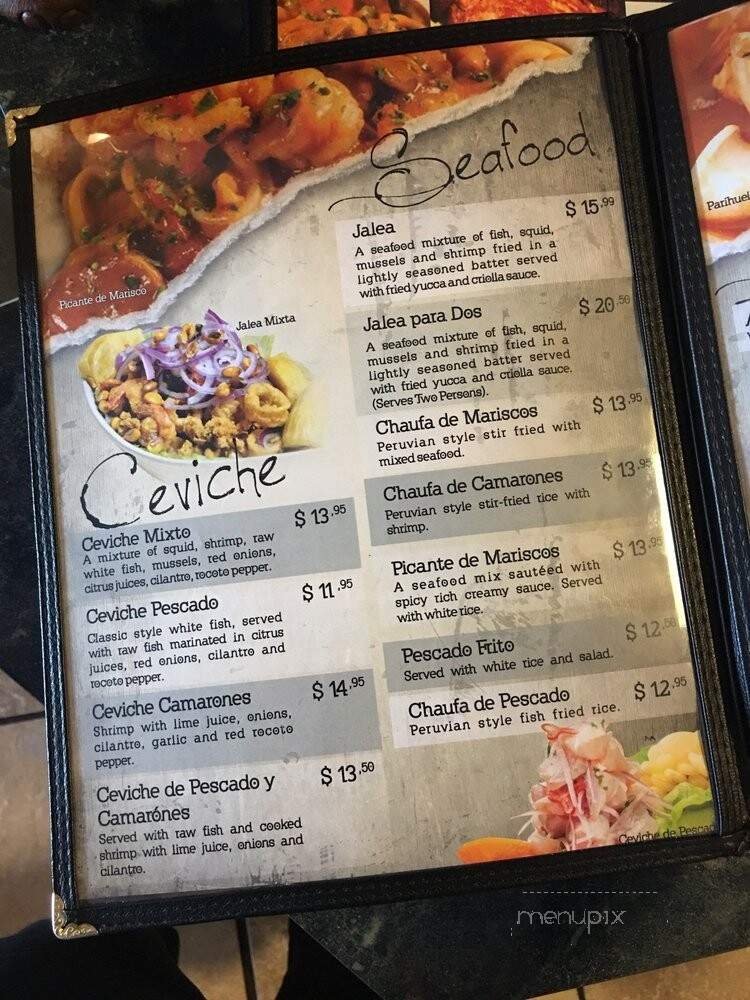 Seafood
Picante de Marisco
Jalea Mixta
Ceviche
Ceviche Mixto $ 13.95
A mixture of squid, shrimp, raw
white fish, mussels, red onions,
citrus juices, cilantro, rocoto pepper.
Ceviche Pescado $ 11.95
Classic style white fish, served
with raw fish marinated in citrus
juices, red onions, cilantro and
rocoto pepper.
Ceviche Camarones $ 14.95
Shrimp with lime juice, onions,
cilantro, garlic and red rocoto
pepper.
Ceviche de Pescado y $ 13.50
Camarónes
Served with raw fish and cooked
shrimp with lime juice, onions and
cilantro.
Jalea $ 15.99
A seafood mixture of fish, squid,
mussels and shrimp fried in a
lightly seasoned batter served
with fried yucca and criolla sauce.
Jalea para Dos $ 20.50
A seafood mixture of fish, squid,
mussels and shrimp fried in a
lightly seasoned batter served
with fried yucca and criolla sauce.
(Serves Two Persons).
Chaufa de Mariscos $ 13.95
Peruvian style stir fried with
mixed seafood.
Chaufa de Camarones $ 13.95
Peruvian style stir-fried rice with
shrimp.
Picante de Mariscos $ 13.95
A seafood mix sautéed with
spicy rich creamy sauce. Served
with white rice.
Pescado Frito $ 12.50
Served with white rice and salad.
Chaufa de Pescado $ 12.95
Peruvian style fish fried rice.
Ceviche de Pescad
Parihuel
menupix